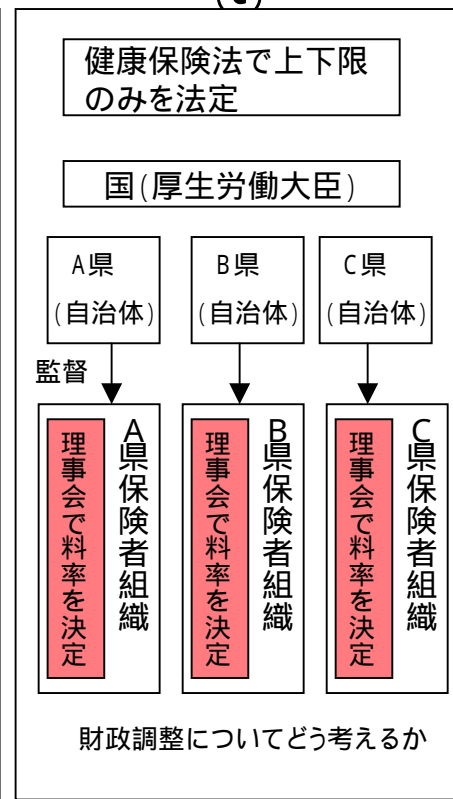 健康保険法で上下限
のみを法定
国(厚生労働大臣)
A県
(自治体)
B県
(自治体)
C県
(自治体)
監督
A県保険者組織
理事会で料率を決定
B県保険者組織
理事会で料率を決定
C県保険者組織
理事会で料率を決定
財政調整についてどう考えるか